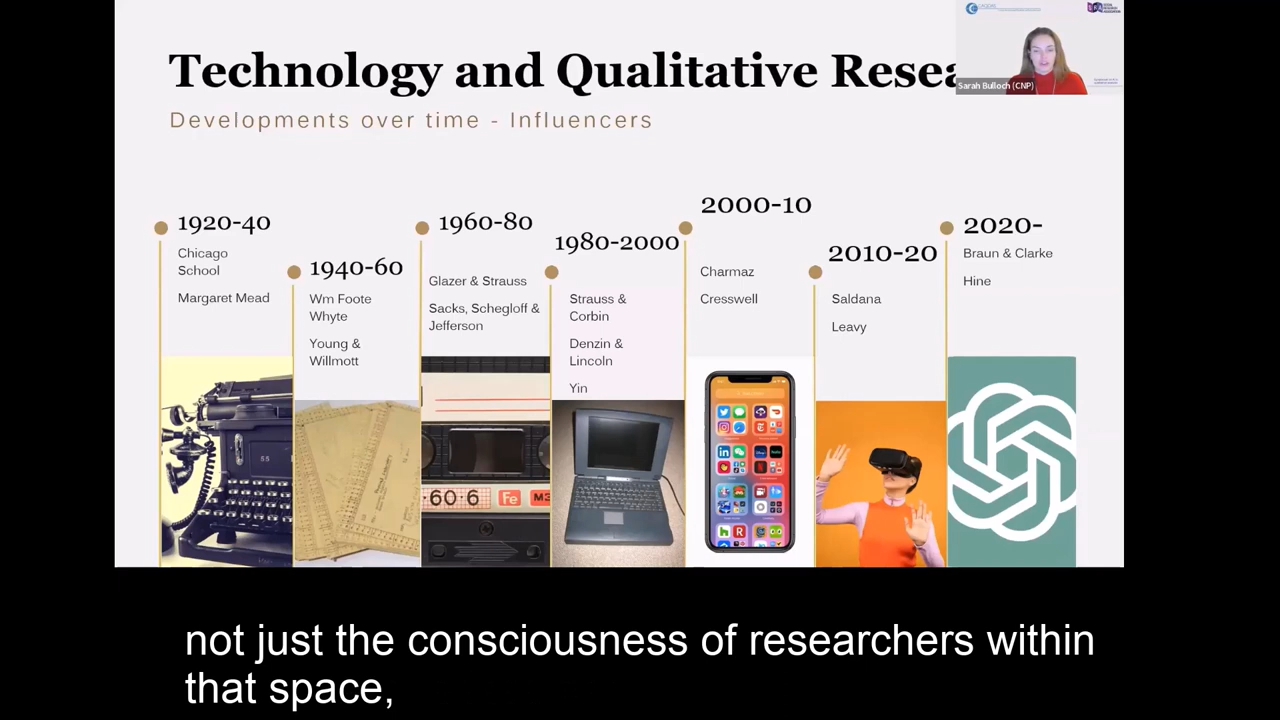 Technology and Qualitative Resea
Developments over time - Influencers
Sarah Bulloch (CNP)
1920-40
Chicago
School
Margaret Mead
1940-60
Wm Foote
Whyte
Young &
Willmott
1960-80
Glazer & Strauss
Sacks, Schegloff &
Jefferson
1980-2000
Strauss &
Corbin
Denzin &
Lincoln
Yin
2000-10
Charmaz
Cresswell
2010-20
Saldana
Leavy
2020-
Braun & Clarke
Hine
55
60 6 Fe
not just the consciousness of researchers within
that space,